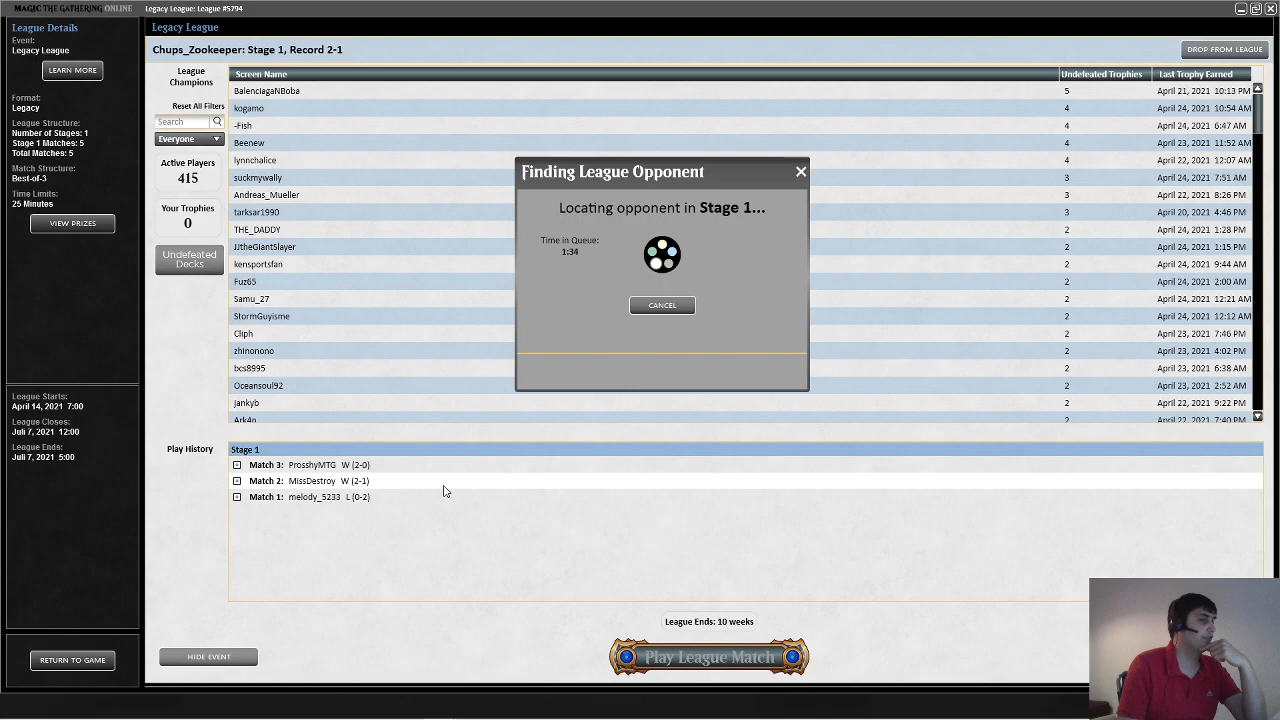 MAGIC THE GATHERING ONLINE
Legacy League: League #5794
League Details
Event:
Legacy League
LEARN MORE
Format:
Legacy
League Structure:
Number of Stages: 1
Stage 1 Matches: 5
Total Matches: 5
Match Structure:
Best-of-3
Time Limits:
25 Minutes
VIEW PRIZES
League Starts:
April 14, 2021 7:00
League Closes:
Juli 7, 2021 12:00
League Ends:
Juli 7, 2021 5:00
RETURN TO GAME
Legacy League
Chups_Zookeeper: Stage 1, Record 2-1
DROP FROM LEAGUE
League
Champions
Reset All Filters
Search
Everyone
Active Players
415
Your Trophies
0
Undefeated
Decks
Screen Name Undefeated Trophies Last Trophy Earned
BalenciagaNBoba 5 April 21, 2021 10:13 PM
kogamo 4 April 24, 2021 10:54 AM
-Fish 4 April 24, 2021 6:47 AM
Beenew 4 April 23, 2021 11:52 AM
lynnchalice 4 April 22, 2021 12:07 AM
suckmywally 3 April 24, 2021 7:51 AM
Andreas_Mueller 3 April 22, 2021 8:26 PM
tarksar1990 3 April 20, 2021 4:46 PM
THE_DADDY 2 April 24, 2021 1:28 PM
JJtheGiantSlayer 2 April 24, 2021 1:15 PM
kensportsfan 2 April 24, 2021 9:44 AM
Fuz65 2 April 24, 2021 2:00 AM
Samu_27 2 April 24, 2021 12:21 AM
StormGuyisme 2 April 24, 2021 12:12 AM
Cliph 2 April 23, 2021 7:46 PM
zhinonono 2 April 23, 2021 4:02 PM
bcs8995 2 April 23, 2021 6:38 AM
Oceansoul92 2 April 23, 2021 2:52 AM
jankyb 2 April 22, 2021 9:22 PM
Ark4n 2 April 22, 2021 7:40 PM
Finding League Opponent
Locating opponent in Stage 1...
Time in Queue:
1:34
CANCEL
Play History
Stage 1
Match 3: ProsshyMTG W (2-0)
Match 2: MissDestroy W (2-1)
Match 1: melody_5233 L (0-2)
League Ends: 10 weeks
HIDE EVENT
Play League Match